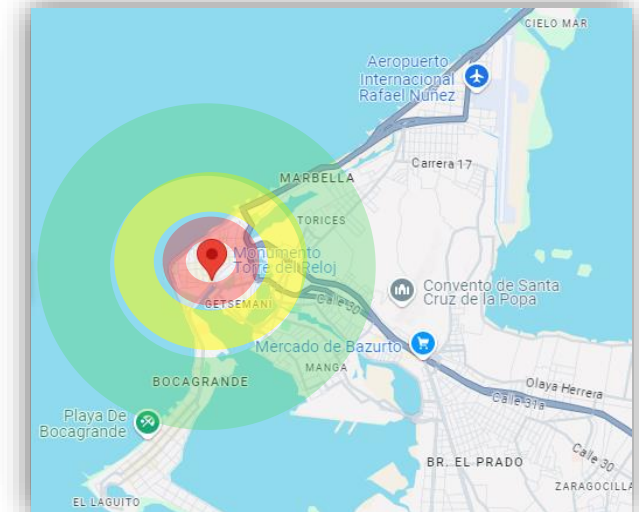 CIELO MAR
Aeropuerto
Internacional
Rafael Núñez
Carrera 17
MARBELLA
TORICES
Monumento
Torre del Reloj
GETSEMANI
Calle 30
Convento de Santa
Cruz de la Popa
Mercado de Bazurto
MANGA
BOCAGRANDE
Olaya Herrera
Calle 31a
Playa De
Bocagrande
Calle 30
BR. EL PRADO
ZARAGOCILLA
EL LAGUITO